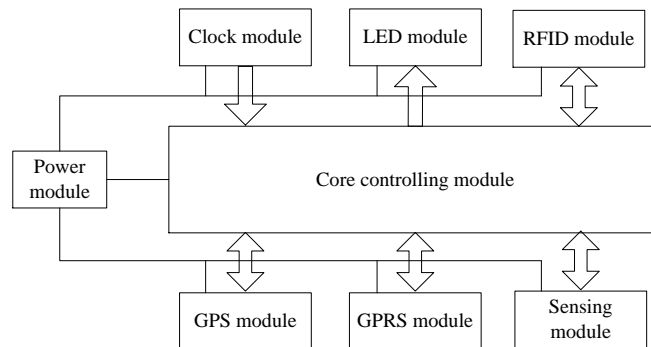 Clock module
LED module
RFID module
Power
module
Core controlling module
GPS module
GPRS module
Sensing
module